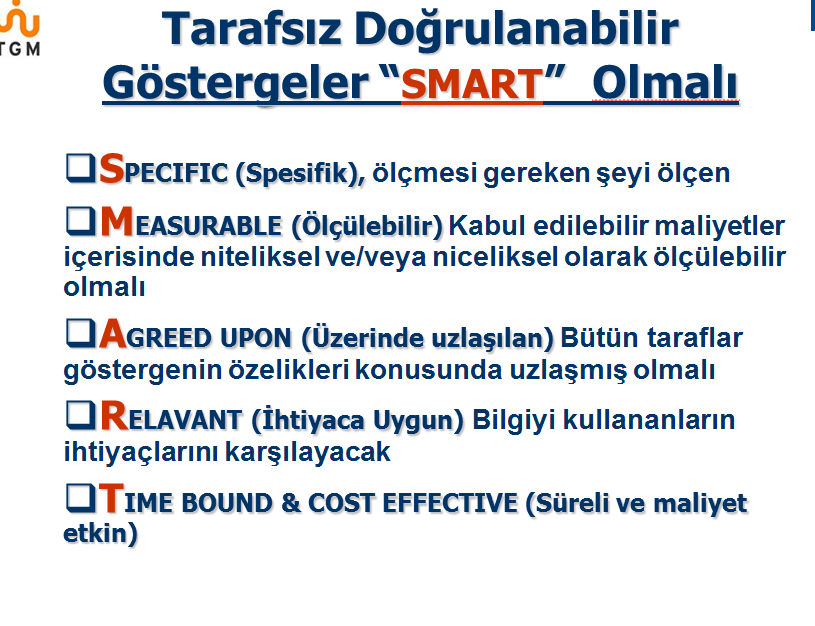 TGM
Tarafsız Doğrulanabilir
Göstergeler “SMART” Olmalı
SPECIFIC (Spesifik), ölçmesi gereken şeyi ölçen
MEASURABLE (Ölçülebilir) Kabul edilebilir maliyetler
içerisinde niteliksel ve/veya niceliksel olarak ölçülebilir
olmalı
AGREED UPON (Üzerinde uzlaşılan) Bütün taraflar
göstergenin özelikleri konusunda uzlaşmış olmalı
RELAVANT (İhtiyaca Uygun) Bilgiyi kullananların
ihtiyaçlarını karşılayacak
TIME BOUND & COST EFFECTIVE (Süreli ve maliyet
etkin)